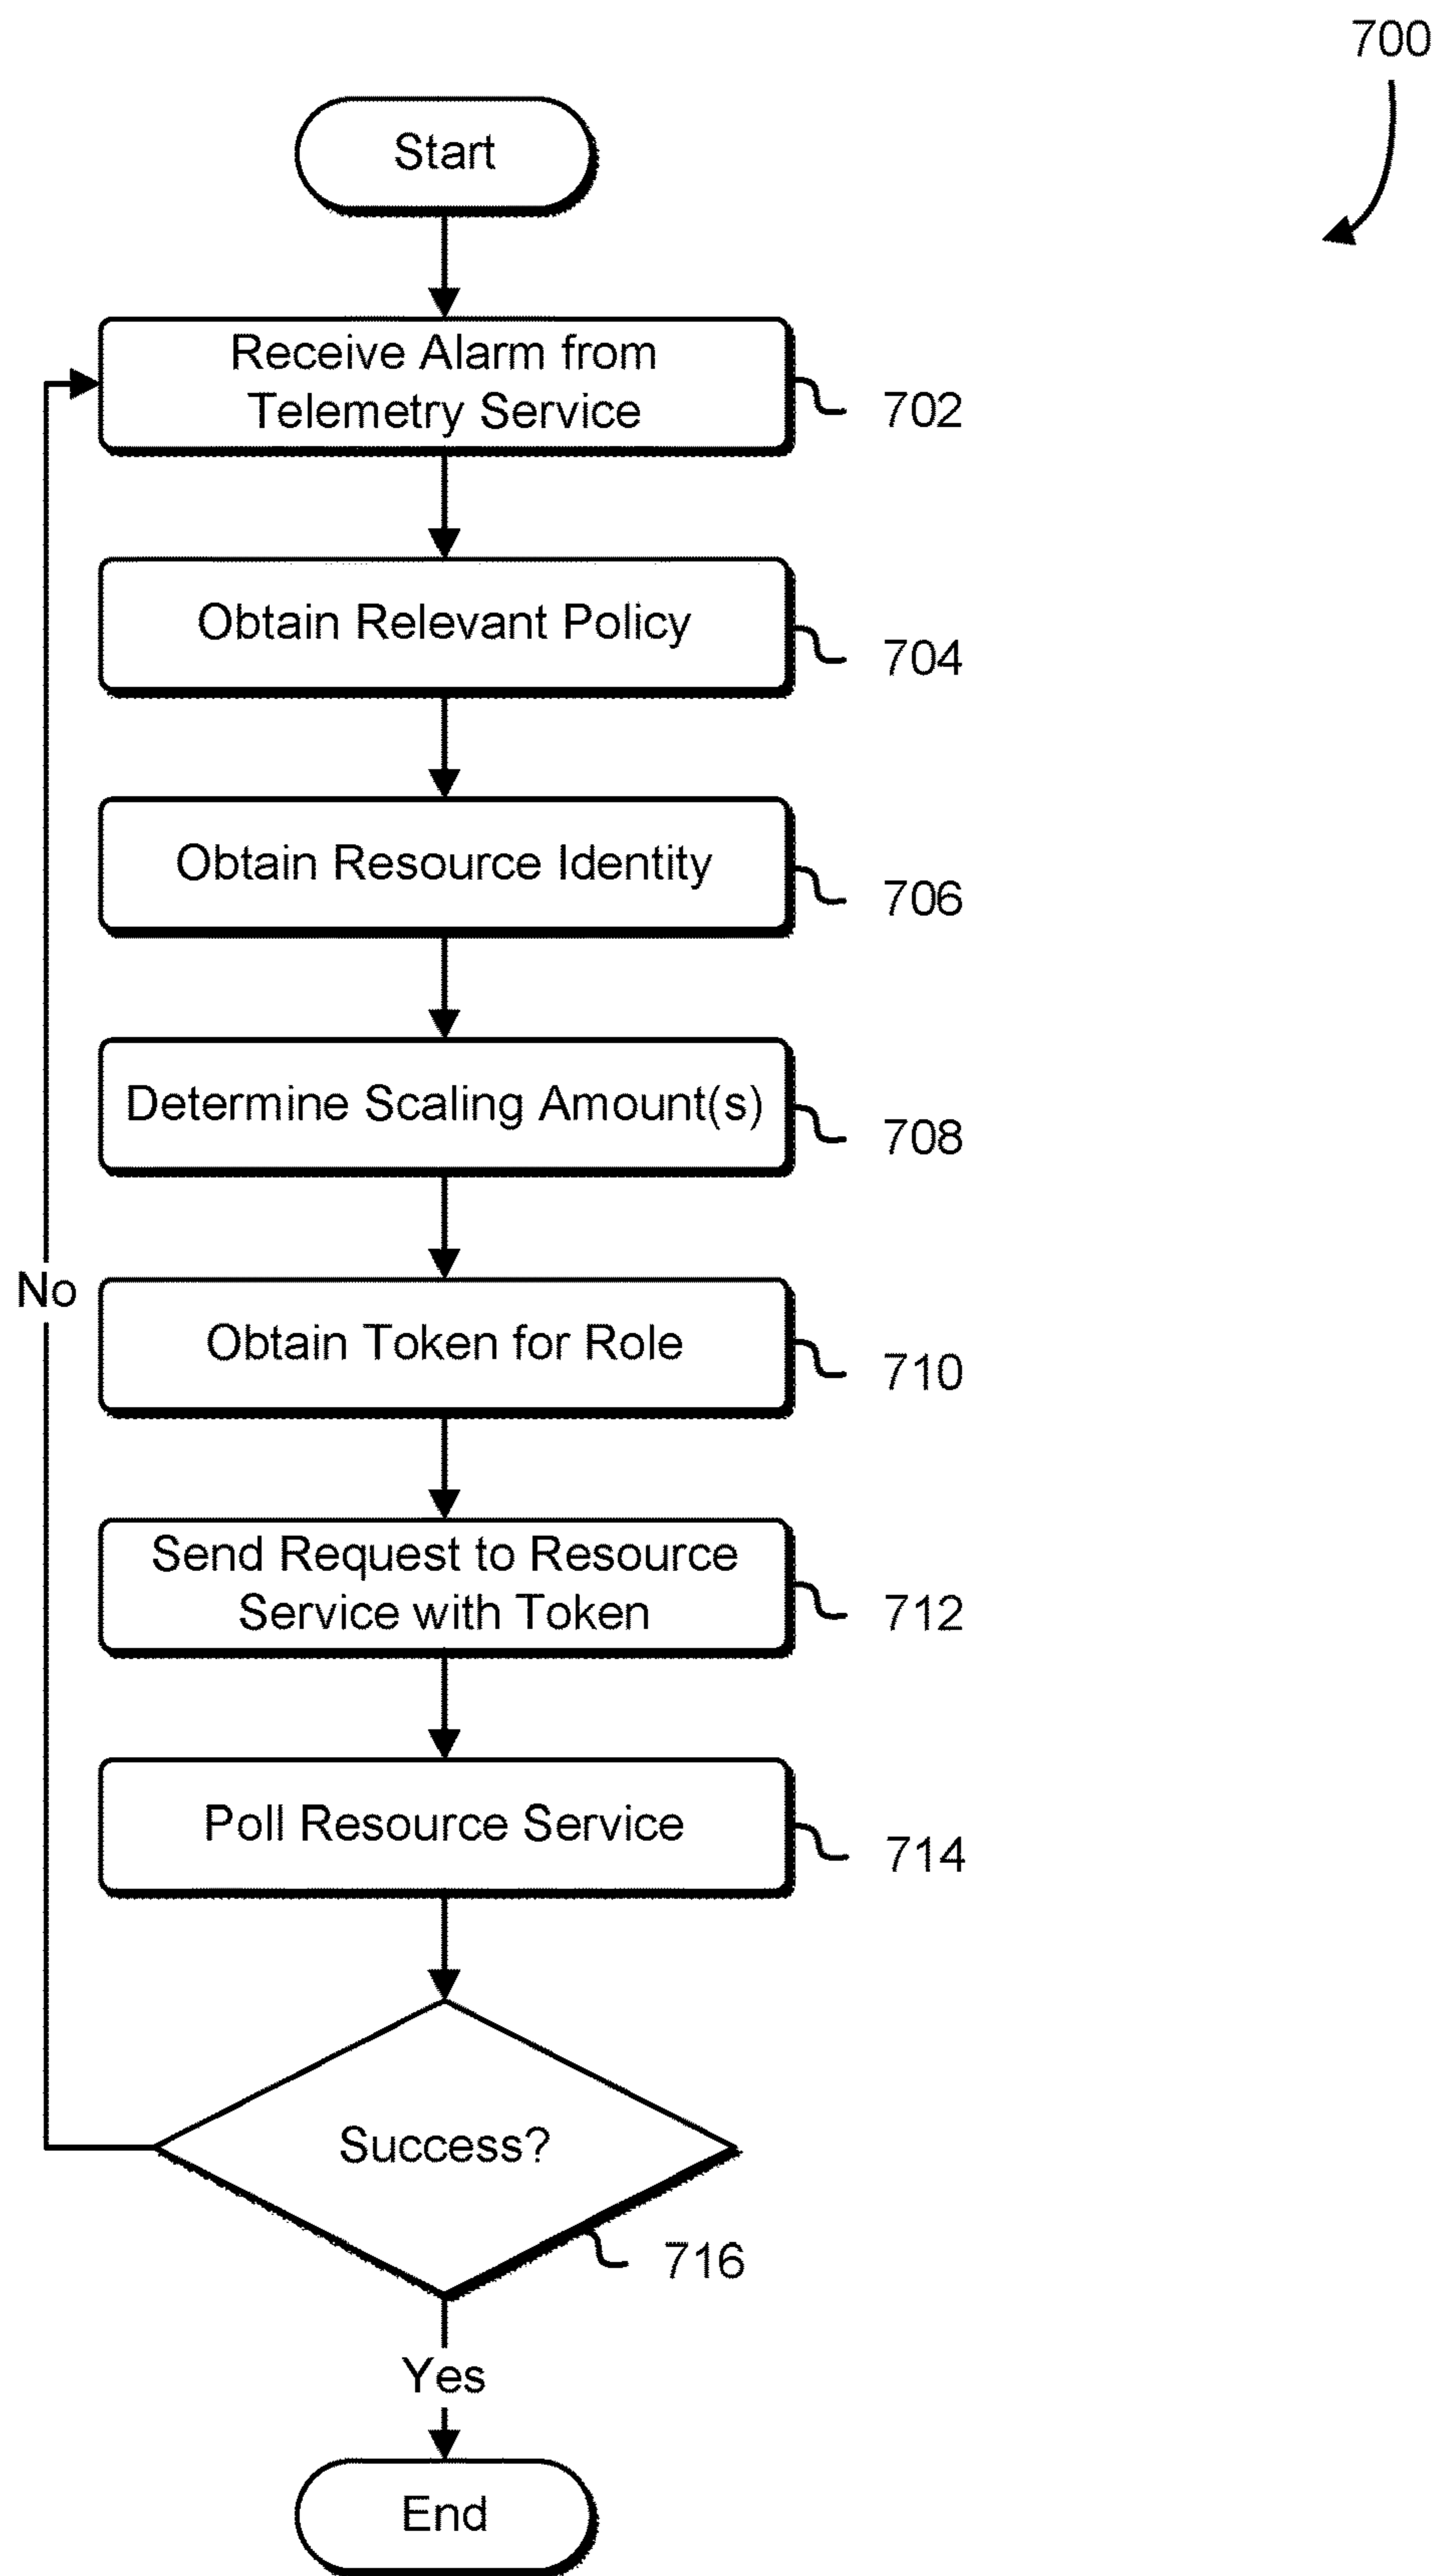 700
Start
Receive Alarm from
Telemetry Service
702
Obtain Relevant Policy
704
Obtain Resource Identity
706
Determine Scaling Amount(s)
708
No
Obtain Token for Role
710
Send Request to Resource
Service with Token
712
Poll Resource Service
714
Success?
716
Yes
End